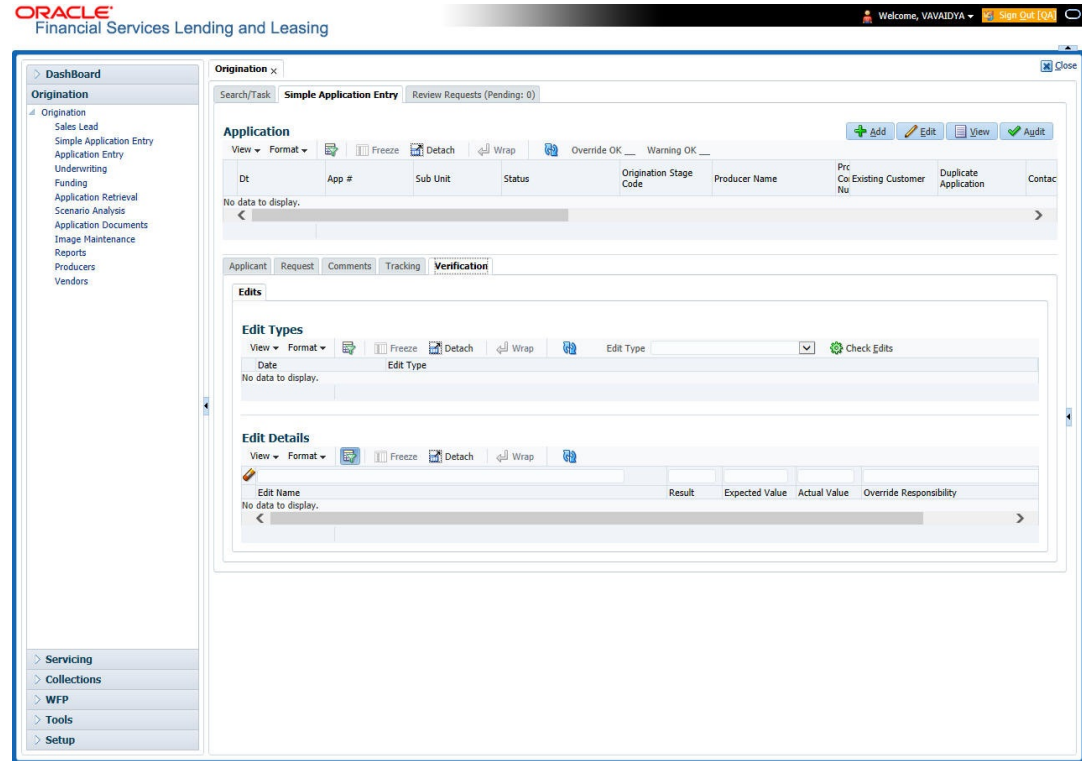 ORACLE
Financial Services Lending and Leasing
Welcome, VAVAIDYA
Sign Out [QA]
Close
DashBoard
Origination
Origination
Sales Lead
Simple Application Entry
Application Entry
Underwriting
Funding
Application Retrieval
Scenario Analysis
Application Documents
Image Maintenance
Reports
Producers
Vendors
Servicing
Collections
WFP
Tools
Setup
Origination x
Search/Task Simple Application Entry Review Requests (Pending: 0)
Application
Add Edit View Audit
View Format Freeze Detach Wrap Override OK __ Warning OK __
Dt App # Sub Unit Status Origination Stage Code Producer Name Pro Co Nu Existing Customer Duplicate Application Contac
No data to display.
Applicant Request Comments Tracking Verification
Edits
Edit Types
View Format Freeze Detach Wrap Edit Type Check Edits
Date Edit Type
No data to display.
Edit Details
View Format Freeze Detach Wrap
Edit Name Result Expected Value Actual Value Override Responsibility
No data to display.